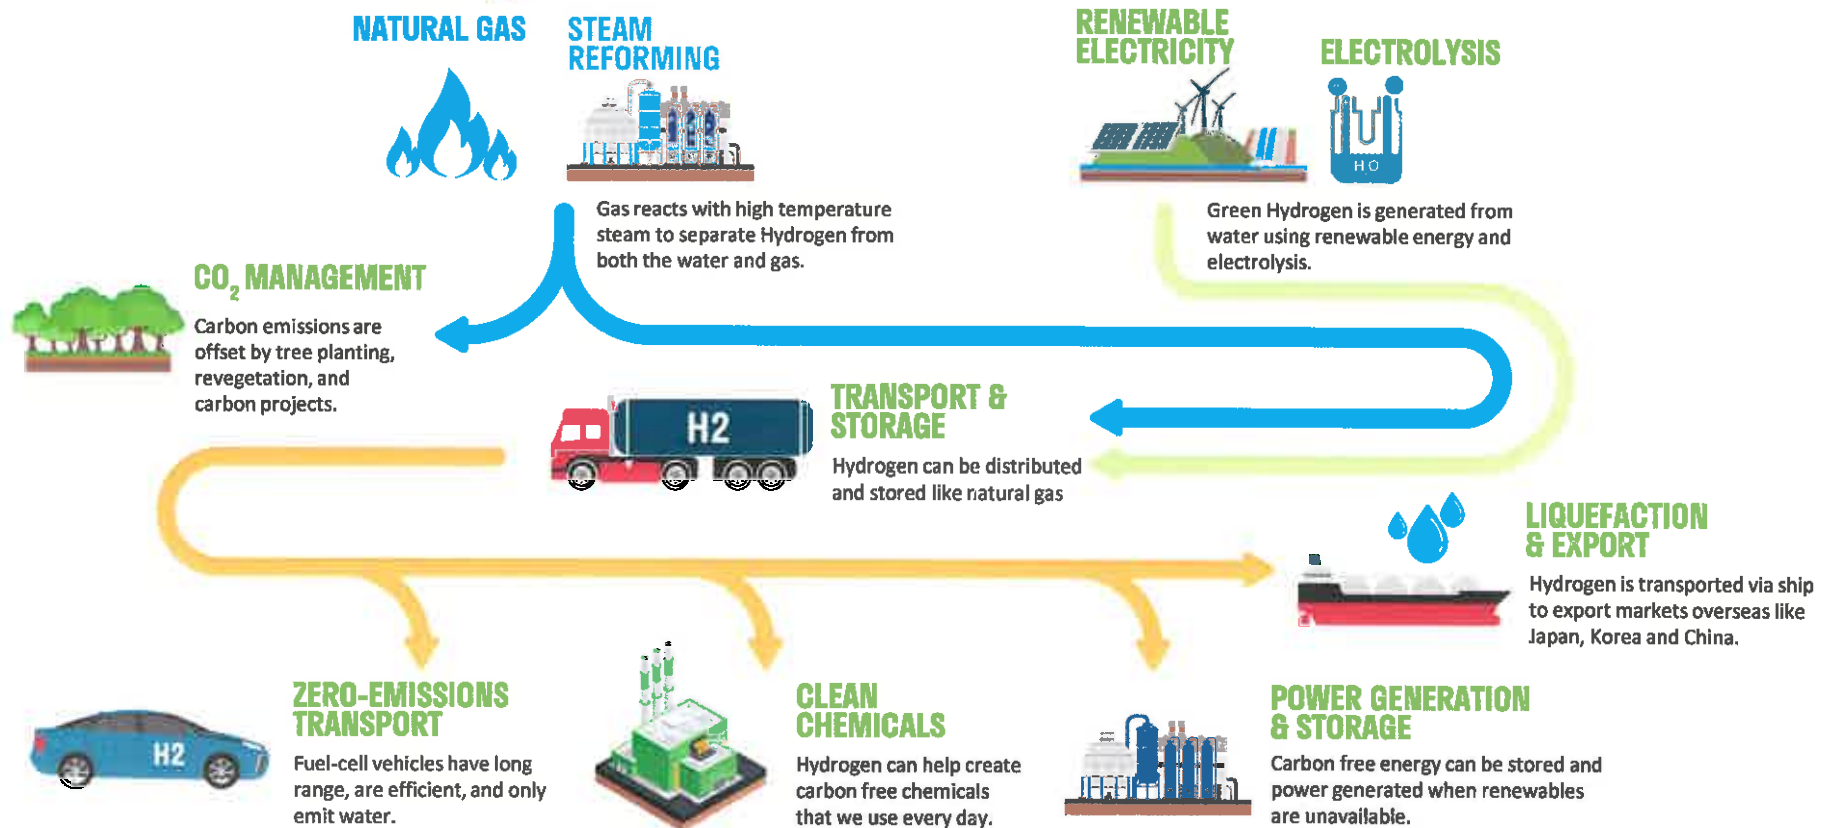 NATURAL GAS
STEAM
REFORMING
RENEWABLE
ELECTRICITY
ELECTROLYSIS
H O
Gas reacts with high temperature
steam to separate Hydrogen from
both the water and gas.
Green Hydrogen is generated from
water using renewable energy and
electrolysis.
CO₂ MANAGEMENT
Carbon emissions are
offset by tree planting,
revegetation, and
carbon projects.
H2
TRANSPORT &
STORAGE
Hydrogen can be distributed
and stored like natural gas
LIQUEFACTION
& EXPORT
Hydrogen is transported via ship
to export markets overseas like
Japan, Korea and China.
H2
ZERO-EMISSIONS
TRANSPORT
Fuel-cell vehicles have long
range, are efficient, and only
emit water.
CLEAN
CHEMICALS
Hydrogen can help create
carbon free chemicals
that we use every day.
POWER GENERATION
& STORAGE
Carbon free energy can be stored and
power generated when renewables
are unavailable.